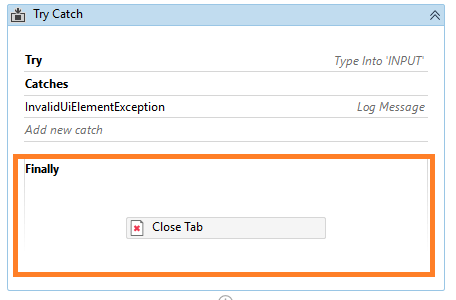 Try Catch
Try Type Into 'INPUT'
Catches
InvalidUiElementException Log Message
Add new catch
Finally
Close Tab